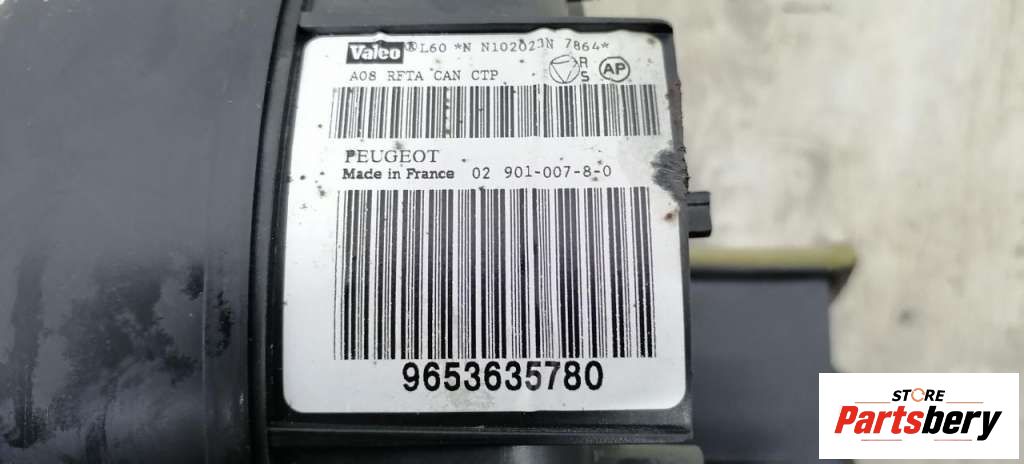 Valeo ® L60 *N N102023N 7864*
A08 RFTA CAN CTP
R
S
AP
PEUGEOT
Made in France 02 901-007-8-0
9653635780
STORE
Partsbery